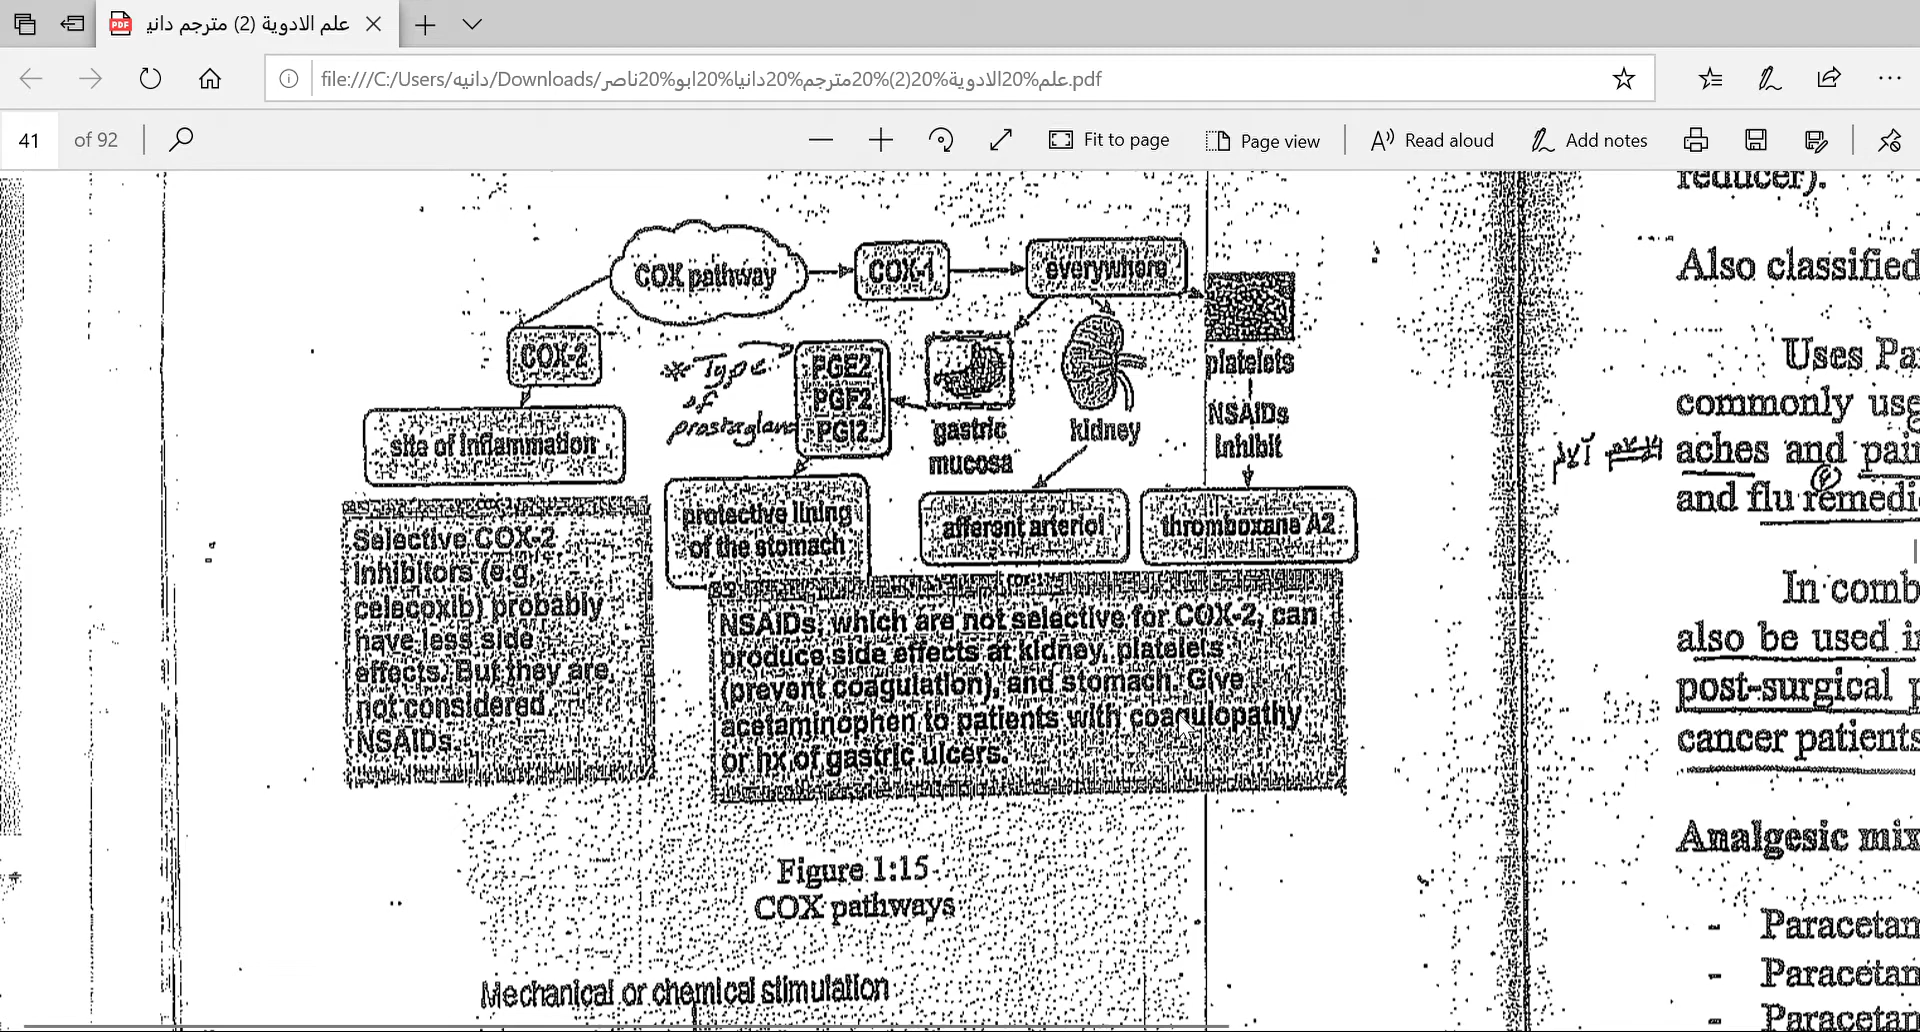 علم الادوية (2) مترجم داني
file:///C:/Users/دانيه/Downloads/علم%20الادوية%20(2)%20مترجم%20دانيا%20ابو%20ناصر.pdf
41 of 92
Fit to page
Page view
Read aloud
Add notes
COX pathway
COX-1
everywhere
COX-2
* Type
of
prostaglan
PGE2
PGF2
PGI2
gastric
mucosa
kidney
platelets
NSAIDs
inhibit
site of inflammation
protective lining
of the stomach
afferent arteriol
thromboxane A2
Selective COX-2
inhibitors (e.g.
celecoxib) probably
have less side
effects. But they are
not considered
NSAIDs.
NSAIDs, which are not selective for COX-2, can
produce side effects at kidney, platelets
(prevent coagulation), and stomach. Give
acetaminophen to patients with coagulopathy
or hx of gastric ulcers.
Figure 1:15
COX pathways
Mechanical or chemical stimulation
reducer).
Also classified
Uses Pa
commonly use
aches and pai
and flu remedi
In comb
also be used i
post-surgical p
cancer patients
Analgesic mix
- Paracetam
- Paracetam
- Paracetam